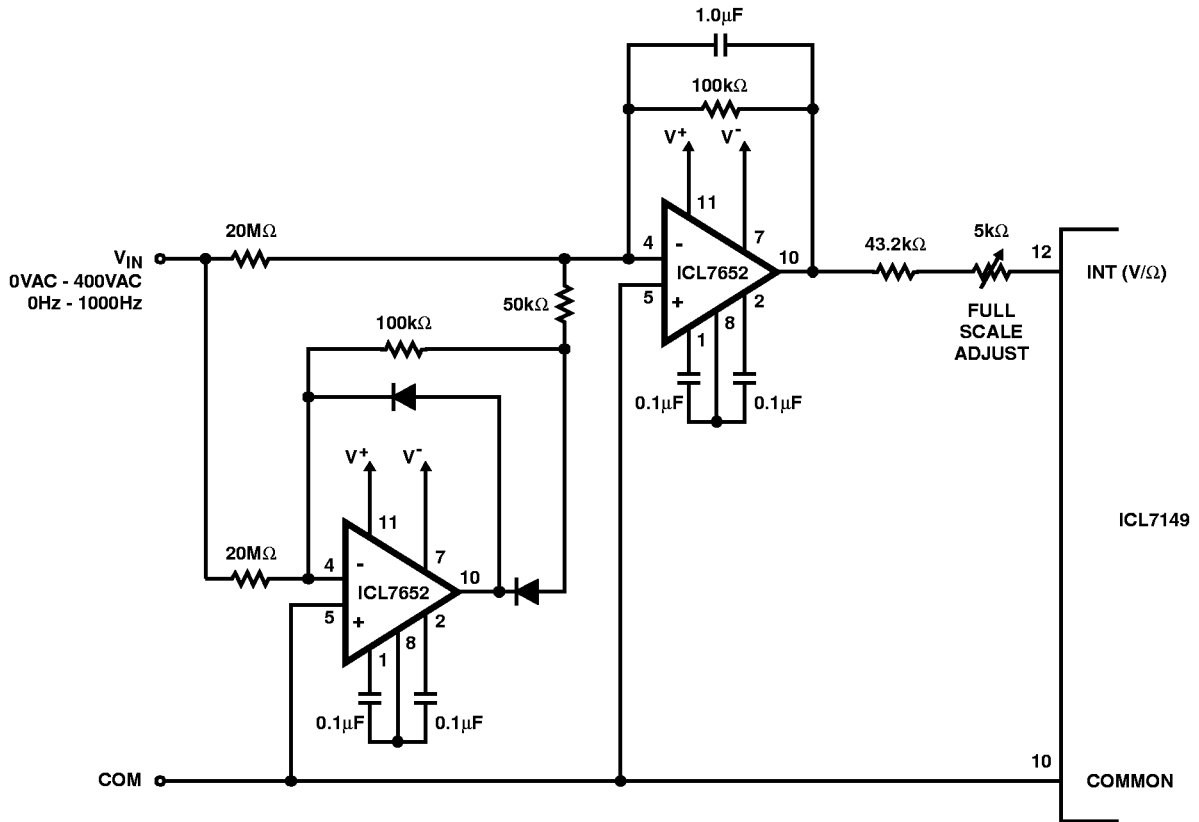 1.0µF
100kΩ
V+
V-
11
7
20MΩ
VIN
0VAC - 400VAC
0Hz - 1000Hz
4
-
ICL7652
10
5
+
2
8
1
43.2kΩ
5kΩ
12
INT (V/Ω)
FULL
SCALE
ADJUST
50kΩ
100kΩ
0.1µF
0.1µF
V+
V-
11
7
ICL7149
20MΩ
4
-
ICL7652
10
5
+
2
8
1
0.1µF
0.1µF
COM
10
COMMON